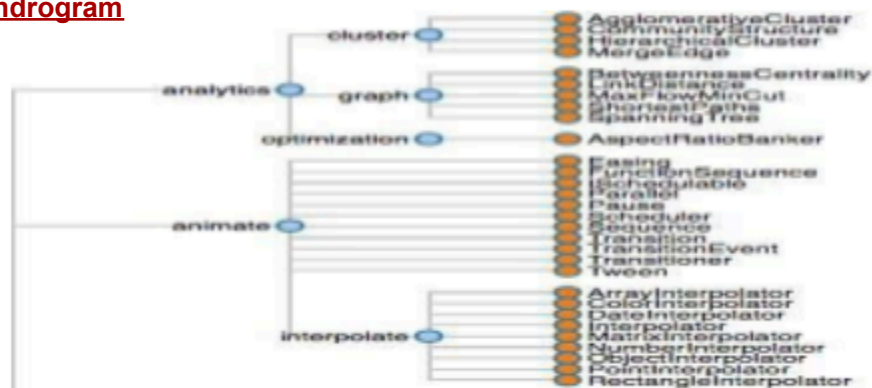 ndrogram
cluster
AgglomerativeCluster
CommunityStructure
HierarchicalCluster
MergeEdge
analytics
graph
BetweennessCentrality
LinkDistance
MaxFlowMinCut
ShortestPaths
SpanningTree
optimization
AspectRatioBanker
animate
Easing
FunctionSequence
ISchedulable
Parallel
Pause
Scheduler
Sequence
Transition
TransitionEvent
Transitioner
Tween
interpolate
ArrayInterpolator
ColorInterpolator
DateInterpolator
Interpolator
MatrixInterpolator
NumberInterpolator
ObjectInterpolator
PointInterpolator
RectangleInterpolator